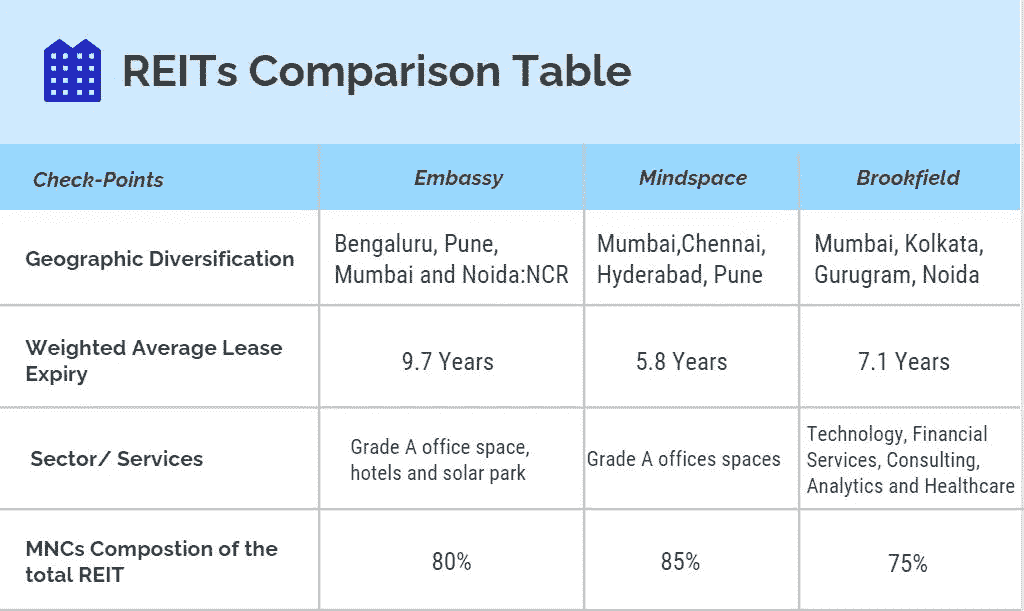 REITs Comparison Table
Check-Points
Embassy
Mindspace
Brookfield
Geographic Diversification
Bengaluru, Pune,
Mumbai and Noida:NCR
Mumbai,Chennai,
Hyderabad, Pune
Mumbai, Kolkata,
Gurugram, Noida
Weighted Average Lease
Expiry
9.7 Years
5.8 Years
7.1 Years
Sector/ Services
Grade A office space,
hotels and solar park
Grade A offices spaces
Technology, Financial
Services, Consulting,
Analytics and Healthcare
MNCs Compostion of the
total REIT
80%
85%
75%